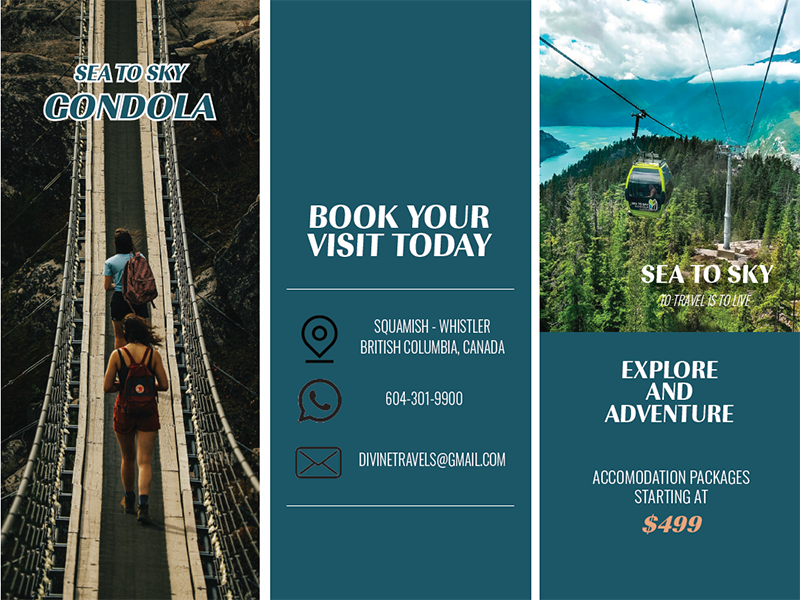 SEA TO SKY
GONDOLA
BOOK YOUR
VISIT TODAY
SQUAMISH - WHISTLER
BRITISH COLUMBIA, CANADA
604-301-9900
DIVINETRAVELS@GMAIL.COM
SEA TO SKY
TO TRAVEL IS TO LIVE
EXPLORE
AND
ADVENTURE
ACCOMODATION PACKAGES
STARTING AT
$499